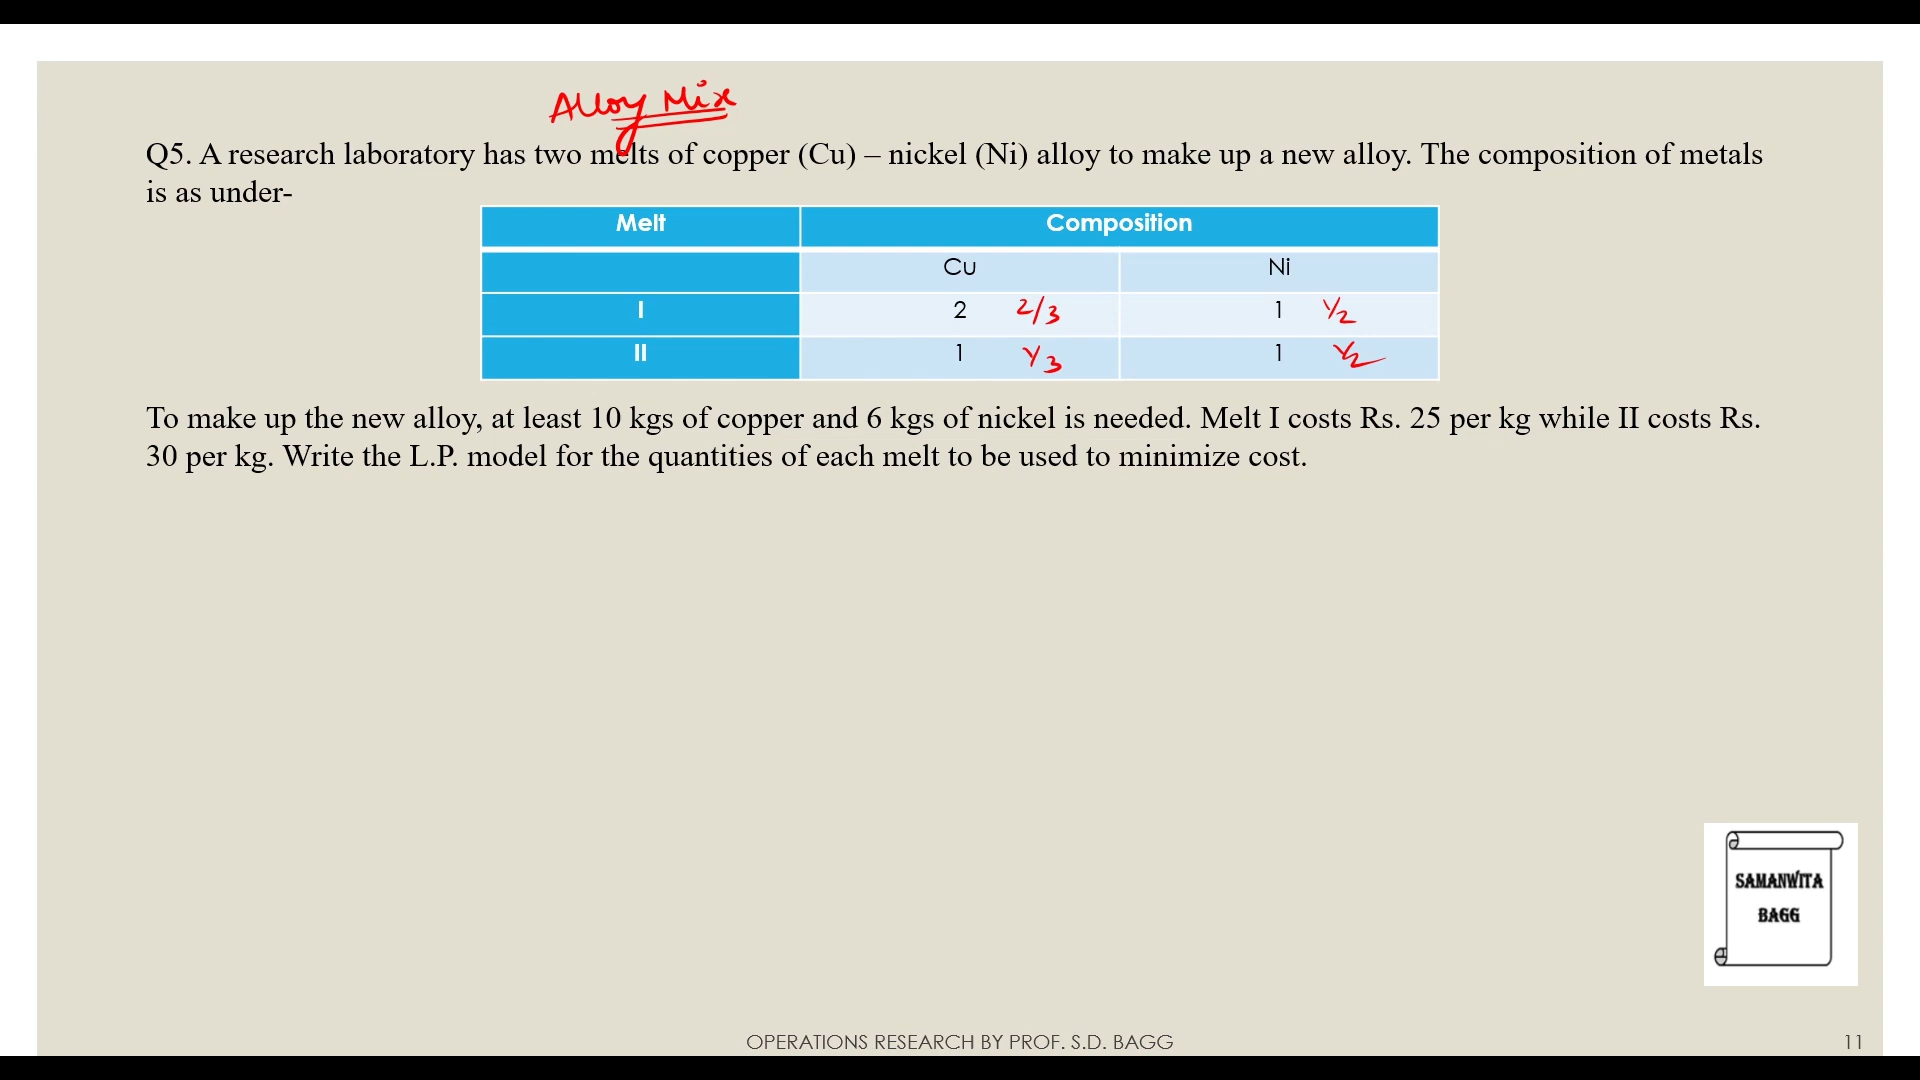 Alloy Mix
Q5. A research laboratory has two melts of copper (Cu) – nickel (Ni) alloy to make up a new alloy. The composition of metals
is as under-
Melt Composition
Cu Ni
I 2 2/3 1 1/2
II 1 1/3 1 1/2
To make up the new alloy, at least 10 kgs of copper and 6 kgs of nickel is needed. Melt I costs Rs. 25 per kg while II costs Rs.
30 per kg. Write the L.P. model for the quantities of each melt to be used to minimize cost.
SAMANWITA
BAGG
OPERATIONS RESEARCH BY PROF. S.D. BAGG 11